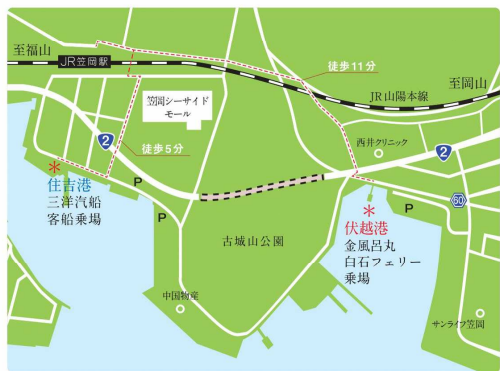 至福山
JR笠岡駅
徒歩11分
至岡山
JR山陽本線
笠岡シーサイド
モール
西井クリニック
2
2
徒歩5分
P
*
住吉港
三洋汽船
客船乗場
P
60
*
伏越港
金風呂丸
白石フェリー
乗場
P
古城山公園
中国物産
サンライフ笠岡